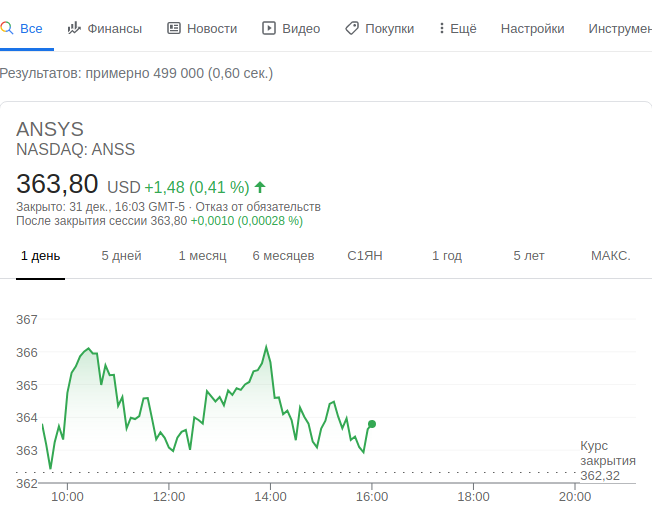 Все Финансы Новости Видео Покупки Ещё Настройки Инструмен
Результатов: примерно 499 000 (0,60 сек.)
ANSYS
NASDAQ: ANSS
363,80 USD +1,48 (0,41 %)
Закрыто: 31 дек., 16:03 GMT-5 · Отказ от обязательств
После закрытия сессии 363,80 +0,0010 (0,00028 %)
1 день 5 дней 1 месяц 6 месяцев С1ЯН 1 год 5 лет МАКС.
367
366
365
364
363
Курс
закрытия
362,32
362
10:00 12:00 14:00 16:00 18:00 20:00